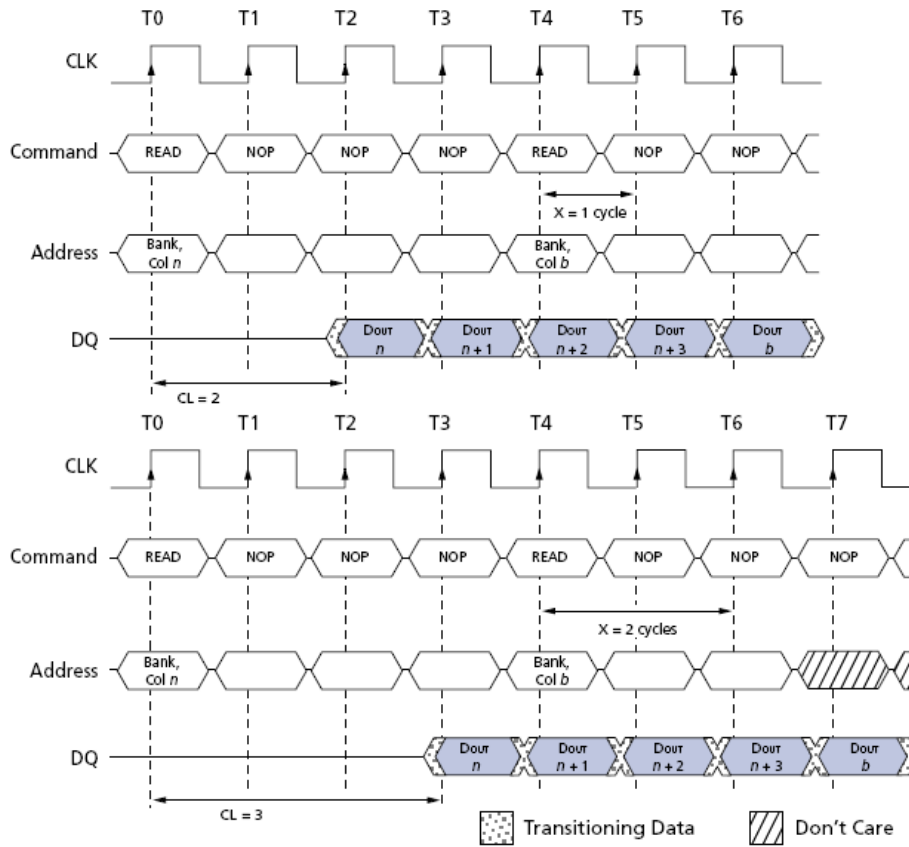 T0 T1 T2 T3 T4 T5 T6
CLK
Command READ NOP NOP NOP READ NOP NOP
X = 1 cycle
Address Bank, Col n Bank, Col b
DQ DOUT n DOUT n + 1 DOUT n + 2 DOUT n + 3 DOUT b
CL = 2
T0 T1 T2 T3 T4 T5 T6 T7
CLK
Command READ NOP NOP NOP READ NOP NOP NOP
X = 2 cycles
Address Bank, Col n Bank, Col b
DQ DOUT n DOUT n + 1 DOUT n + 2 DOUT n + 3 DOUT b
CL = 3
Transitioning Data Don't Care